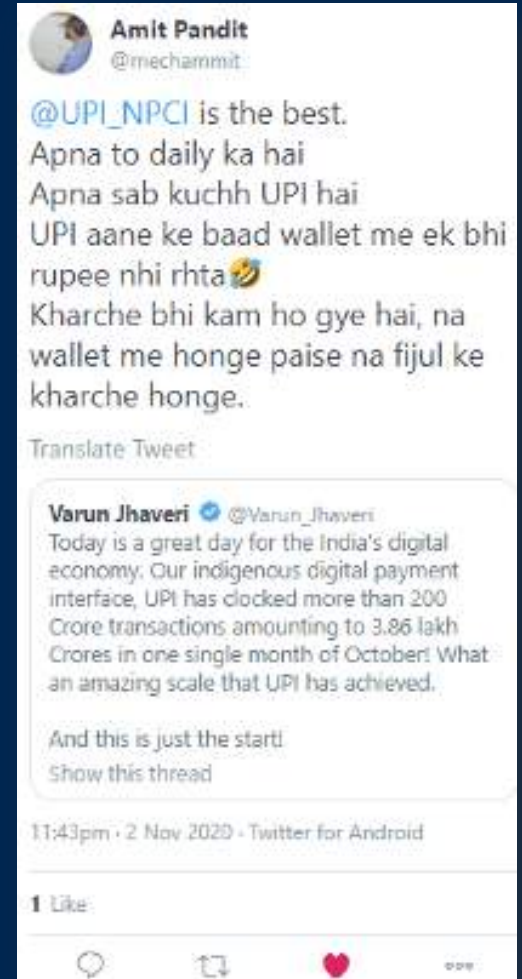 Amit Pandit
@mechammit
@UPI_NPCI is the best.
Apna to daily ka hai
Apna sab kuchh UPI hai
UPI aane ke baad wallet me ek bhi
rupee nhi rhta🤣
Kharche bhi kam ho gye hai, na
wallet me honge paise na fijul ke
kharche honge.
Translate Tweet
Varun Jhaveri @Varun_Jhaveri
Today is a great day for the India's digital
economy. Our indigenous digital payment
interface, UPI has clocked more than 200
Crore transactions amounting to 3.86 lakh
Crores in one single month of October! What
an amazing scale that UPI has achieved.
And this is just the start!
Show this thread
11:43pm · 2 Nov 2020 · Twitter for Android
1 Like